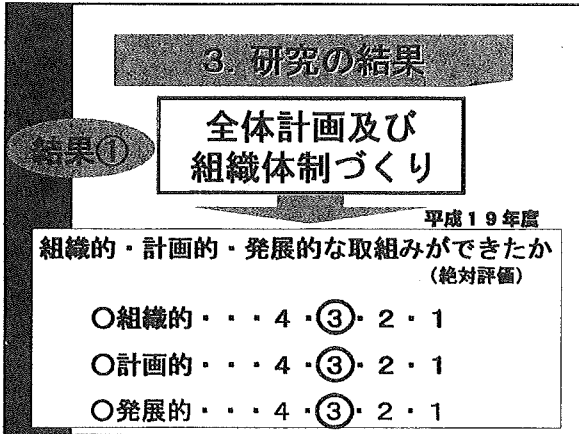 3. 研究の結果
結果①
全体計画及び
組織体制づくり
平成19年度
組織的・計画的・発展的な取組みができたか
(絶対評価)
○組織的・・・4・③・2・1
○計画的・・・4・③・2・1
○発展的・・・4・③・2・1